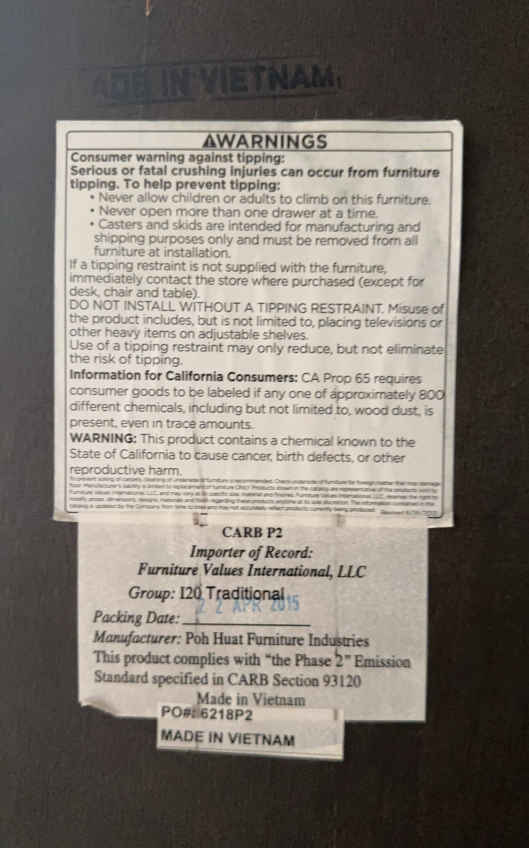 MADE IN VIETNAM
⚠WARNINGS
Consumer warning against tipping:
Serious or fatal crushing injuries can occur from furniture
tipping. To help prevent tipping:
• Never allow children or adults to climb on this furniture.
• Never open more than one drawer at a time.
• Casters and skids are intended for manufacturing and
shipping purposes only and must be removed from all
furniture at installation.
If a tipping restraint is not supplied with the furniture,
immediately contact the store where purchased (except for
desk, chair and table).
DO NOT INSTALL WITHOUT A TIPPING RESTRAINT. Misuse of
the product includes, but is not limited to, placing televisions or
other heavy items on adjustable shelves.
Use of a tipping restraint may only reduce, but not eliminate
the risk of tipping.
Information for California Consumers: CA Prop 65 requires
consumer goods to be labeled if any one of approximately 800
different chemicals, including but not limited to, wood dust, is
present, even in trace amounts.
WARNING: This product contains a chemical known to the
State of California to cause cancer, birth defects, or other
reproductive harm.
CARB P2
Importer of Record:
Furniture Values International, LLC
Group: I20 Traditional
Packing Date: 22 APR 2015
Manufacturer: Poh Huat Furniture Industries
This product complies with "the Phase 2" Emission
Standard specified in CARB Section 93120
Made in Vietnam
PO#: 6218P2
MADE IN VIETNAM